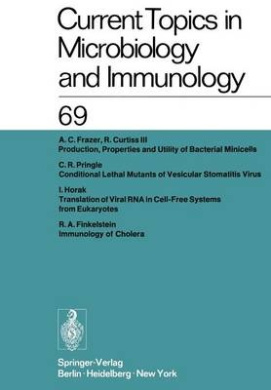 Current Topics in
Microbiology
and Immunology
69
A. C. Frazer, R. Curtiss III
Production, Properties and Utility of Bacterial Minicells
C. R. Pringle
Conditional Lethal Mutants of Vesicular Stomatitis Virus
I. Horak
Translation of Viral RNA in Cell-Free Systems
from Eukaryotes
R. A. Finkelstein
Immunology of Cholera
Springer-Verlag
Berlin · Heidelberg · New York